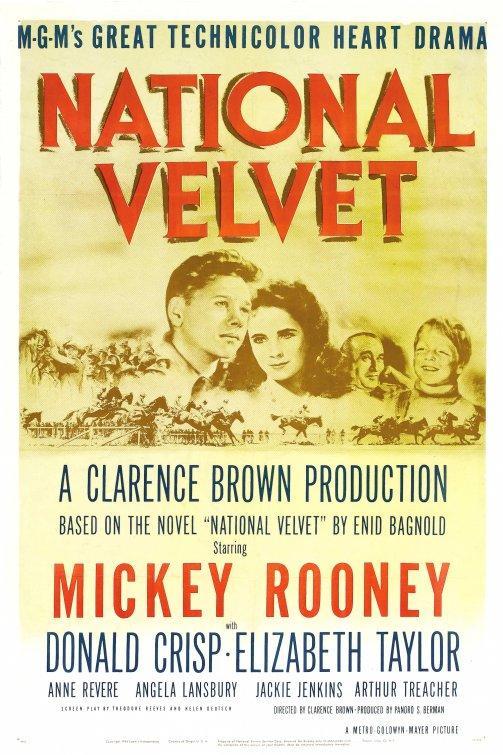 M-G-M's GREAT TECHNICOLOR HEART DRAMA
NATIONAL
VELVET
A CLARENCE BROWN PRODUCTION
BASED ON THE NOVEL "NATIONAL VELVET" BY ENID BAGNOLD
Starring
MICKEY ROONEY
with
DONALD CRISP · ELIZABETH TAYLOR
ANNE REVERE ANGELA LANSBURY JACKIE JENKINS ARTHUR TREACHER
SCREEN PLAY BY THEODORE REEVES AND HELEN DEUTSCH
DIRECTED BY CLARENCE BROWN · PRODUCED BY PANDRO S. BERMAN
A METRO-GOLDWYN-MAYER PICTURE